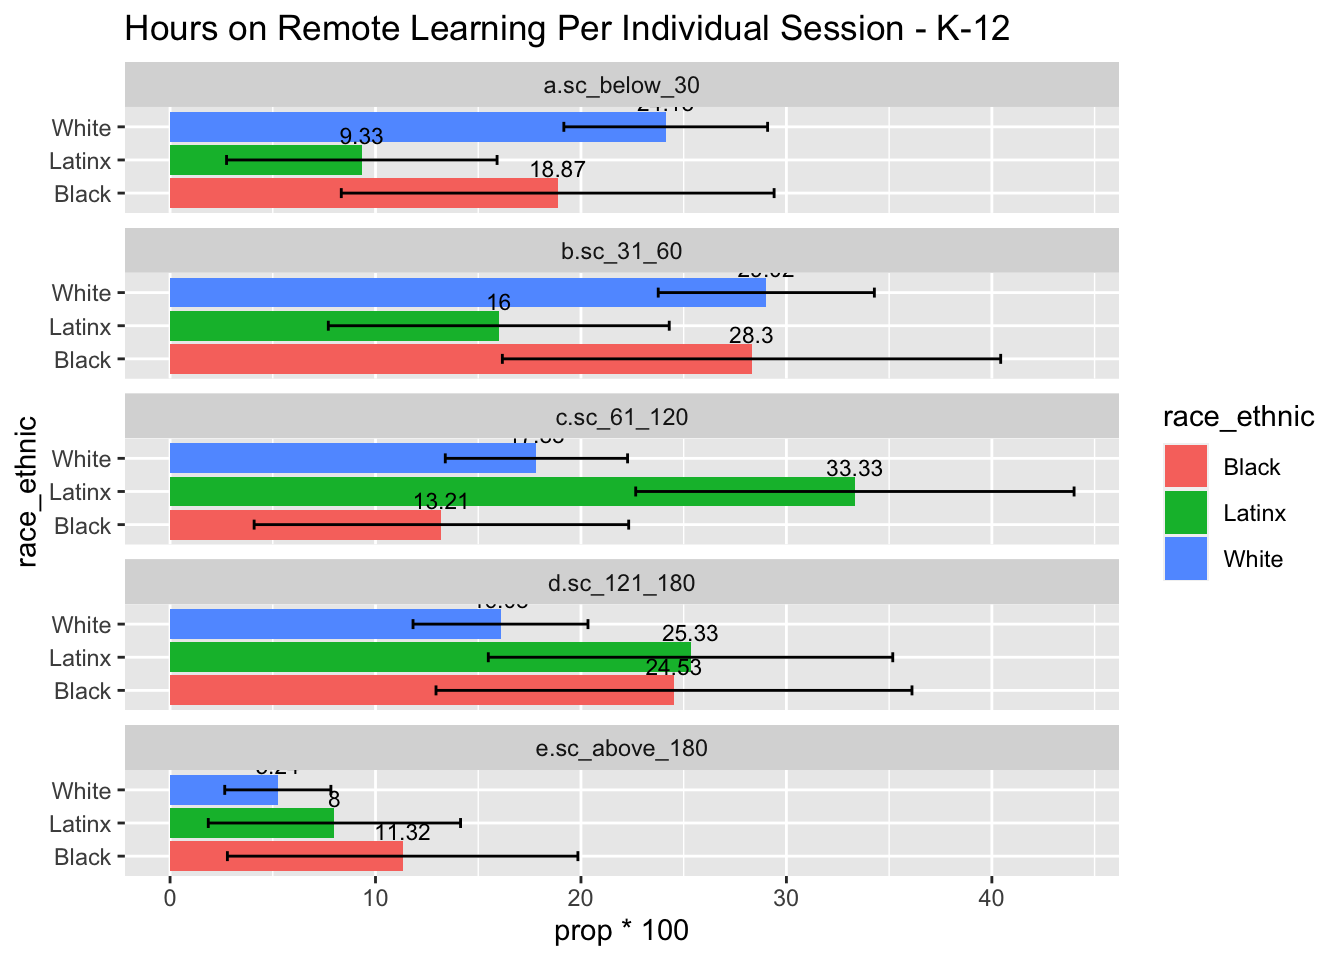 Hours on Remote Learning Per Individual Session - K-12
a.sc_below_30
White
Latinx
9.33
Black
18.87
b.sc_31_60
White
Latinx
16
Black
28.3
c.sc_61_120
White
Latinx
33.33
Black
13.21
d.sc_121_180
White
Latinx
25.33
Black
24.53
e.sc_above_180
White
Latinx
8
Black
11.32
0 10 20 30 40
prop * 100
race_ethnic
race_ethnic
Black
Latinx
White